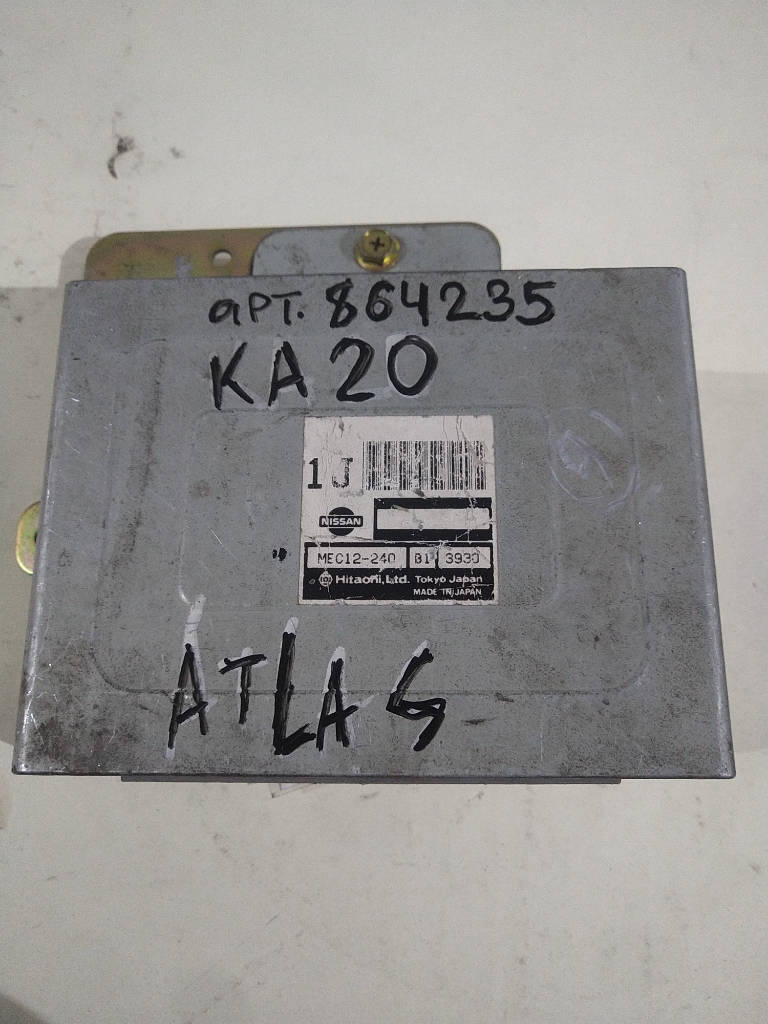 арт. 864235
KA20
1J
NISSAN
MEC12-240 B1 3930
Hitachi, Ltd. Tokyo Japan
MADE IN JAPAN
ATLAS